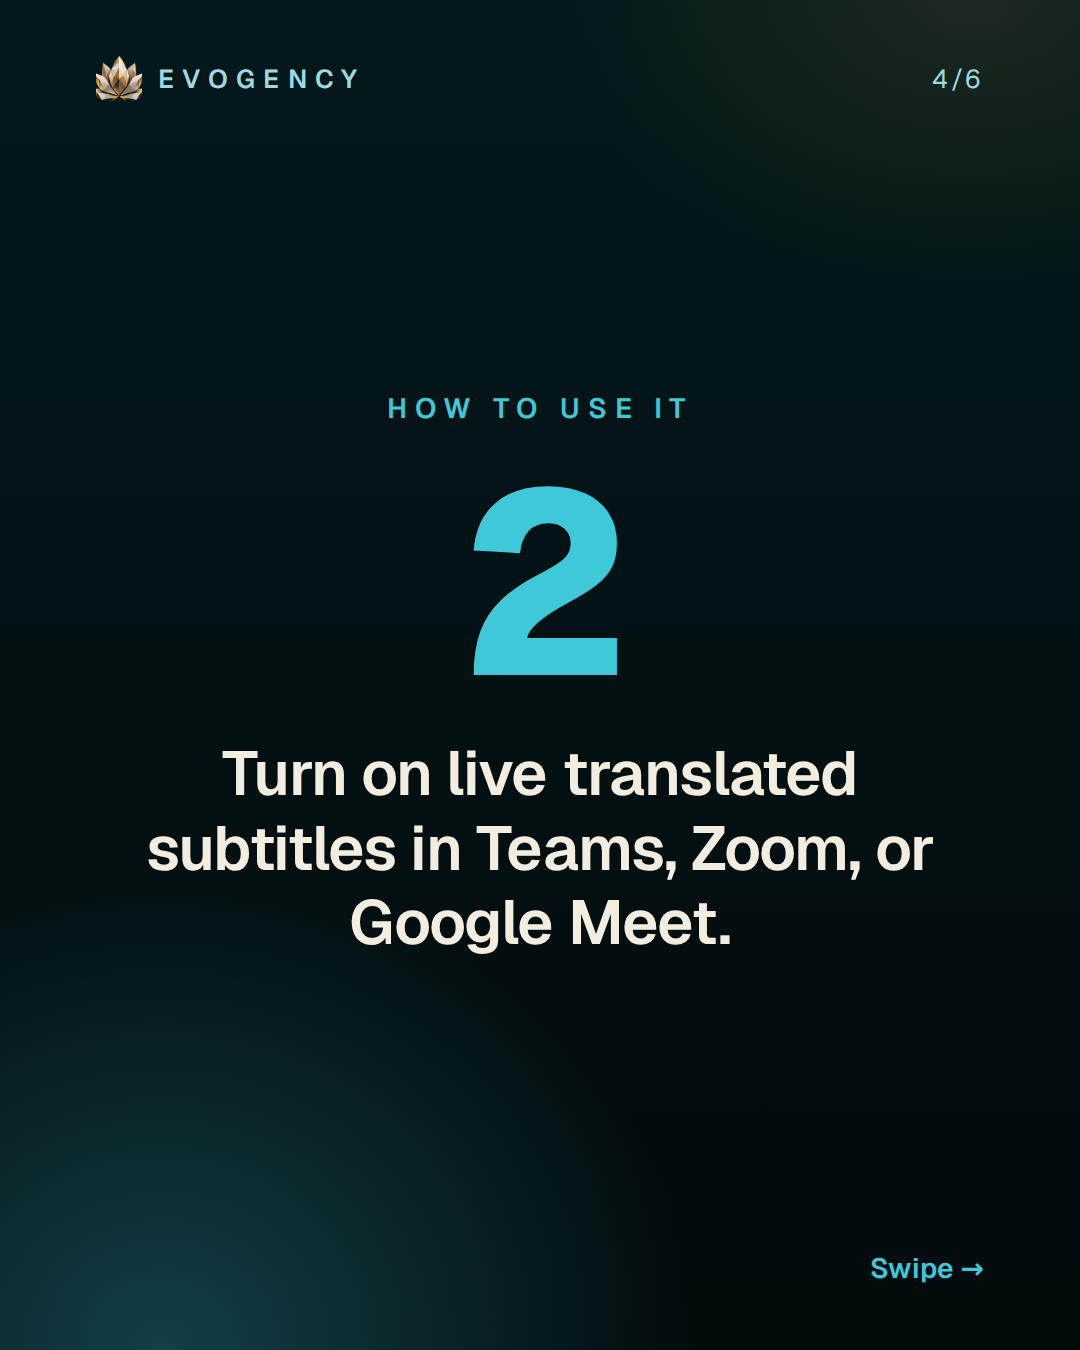 EVOGENCY
4/6
HOW TO USE IT
2
Turn on live translated
subtitles in Teams, Zoom, or
Google Meet.
Swipe →